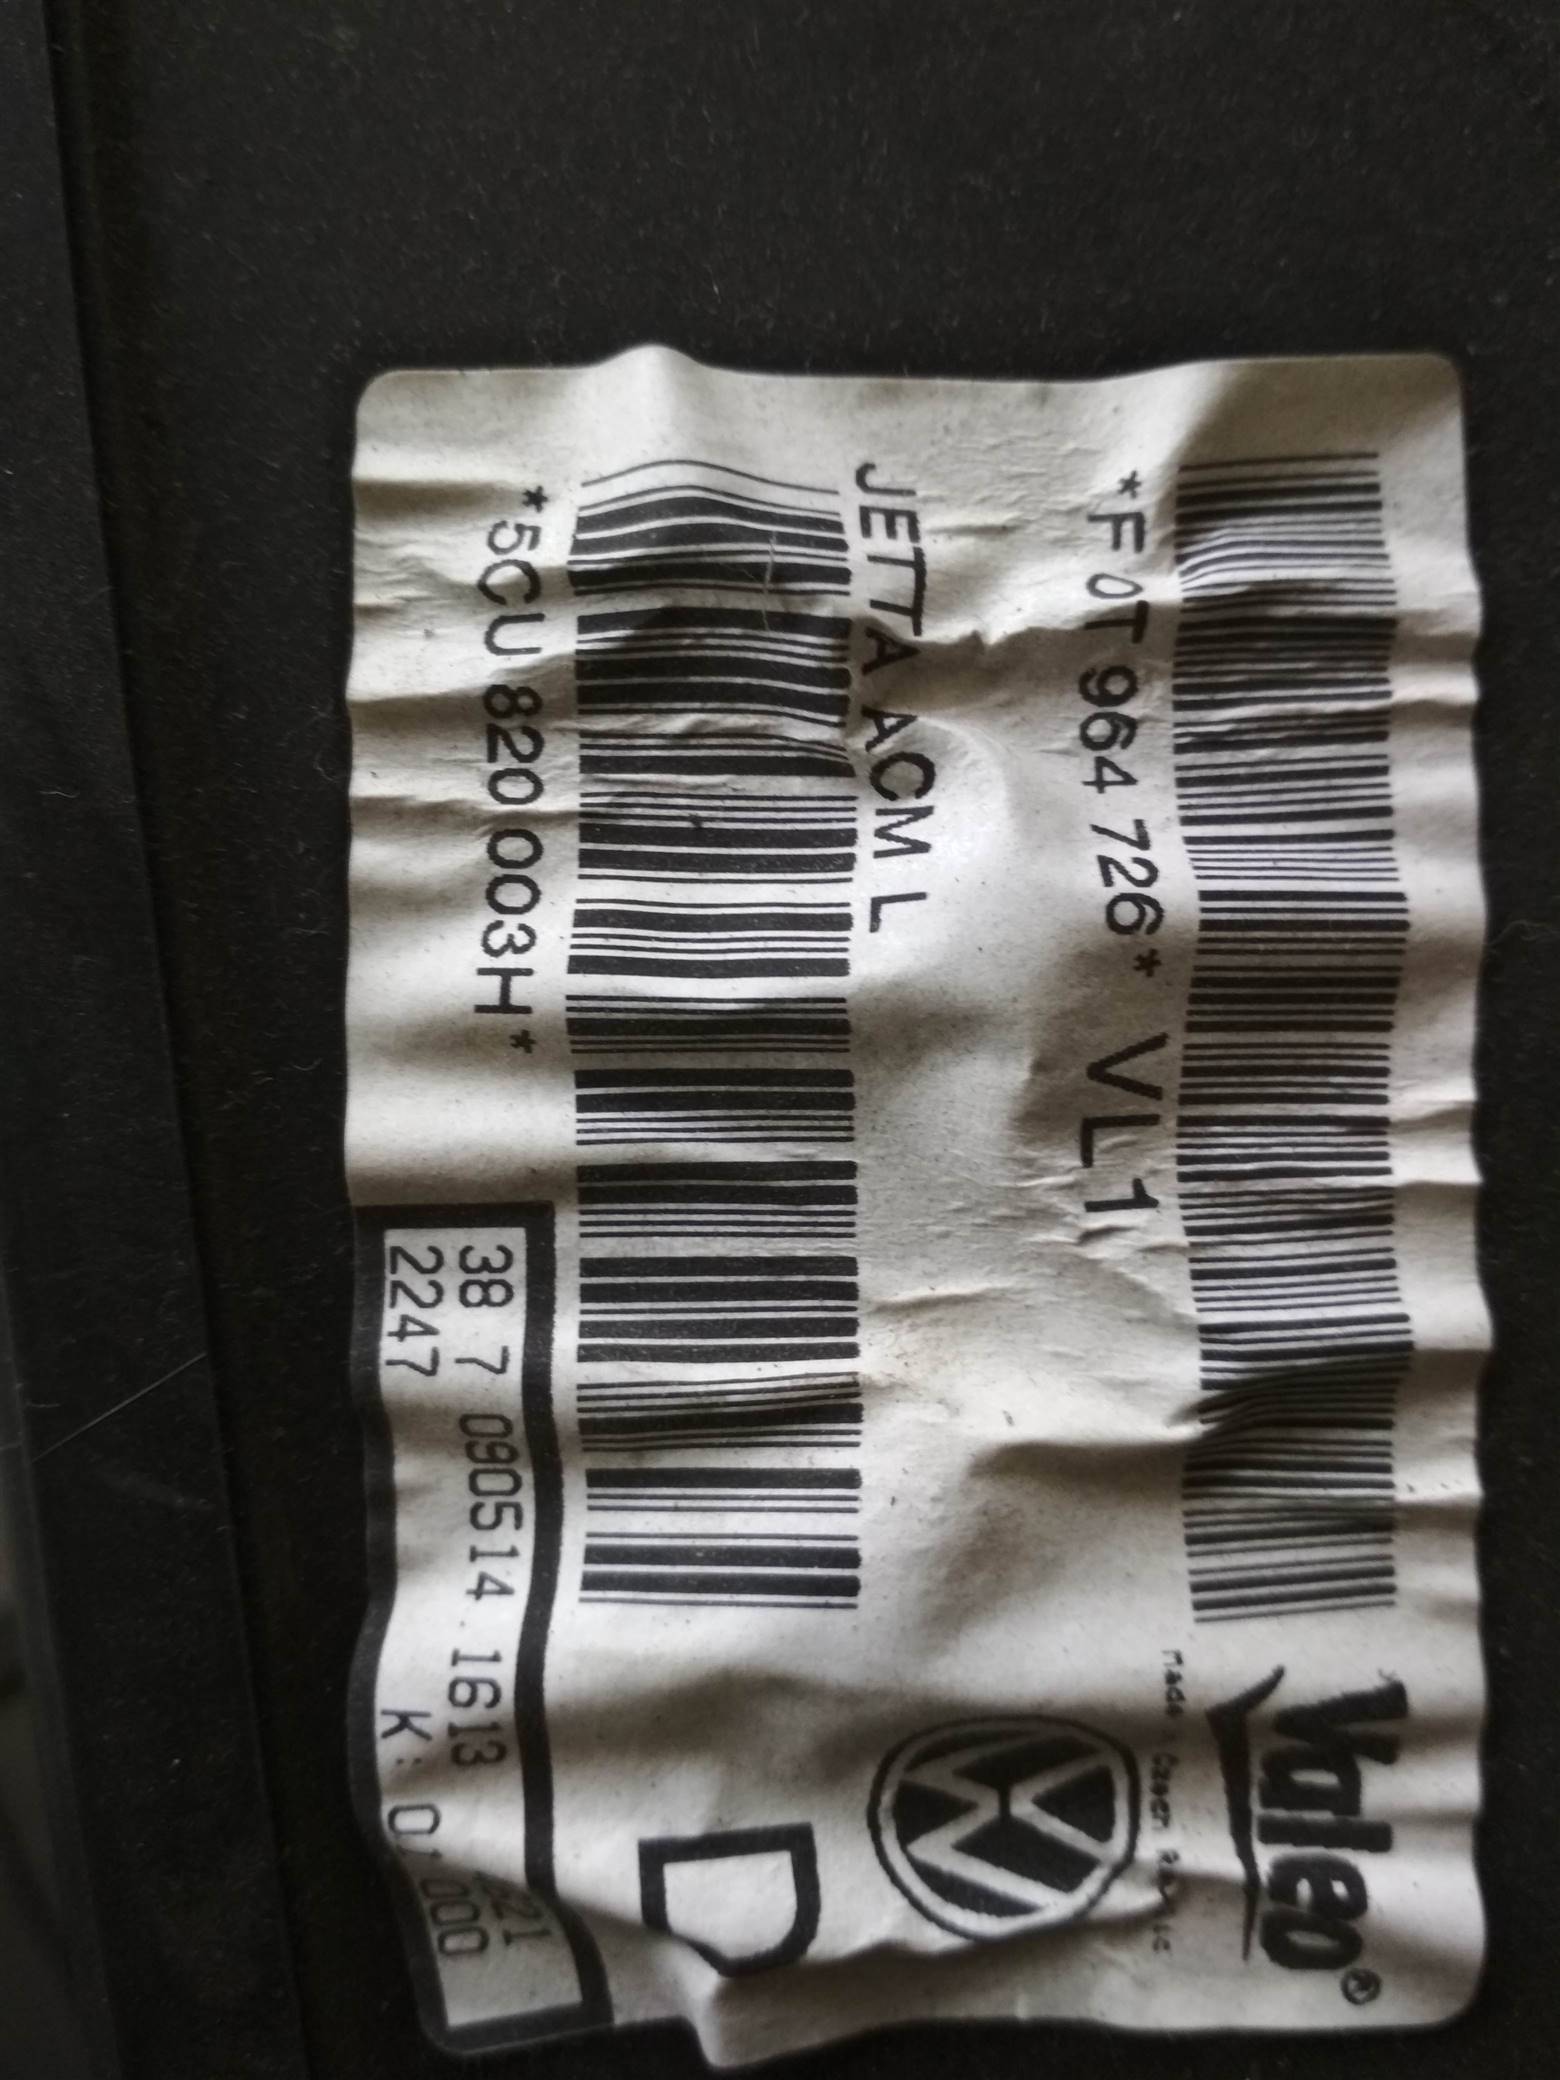 Valeo®
*F 0T 964 726* VL1
JETTA ACM L
*5CU 820 003H*
D
38 7 090514 1613
2247 K: